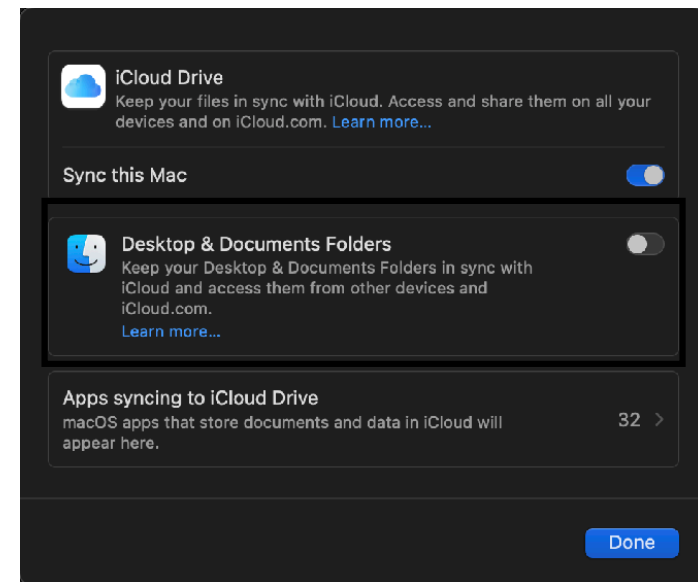 iCloud Drive
Keep your files in sync with iCloud. Access and share them on all your
devices and on iCloud.com. Learn more...
Sync this Mac
Desktop & Documents Folders
Keep your Desktop & Documents Folders in sync with
iCloud and access them from other devices and
iCloud.com.
Learn more...
Apps syncing to iCloud Drive
macOS apps that store documents and data in iCloud will
appear here.
32 >
Done